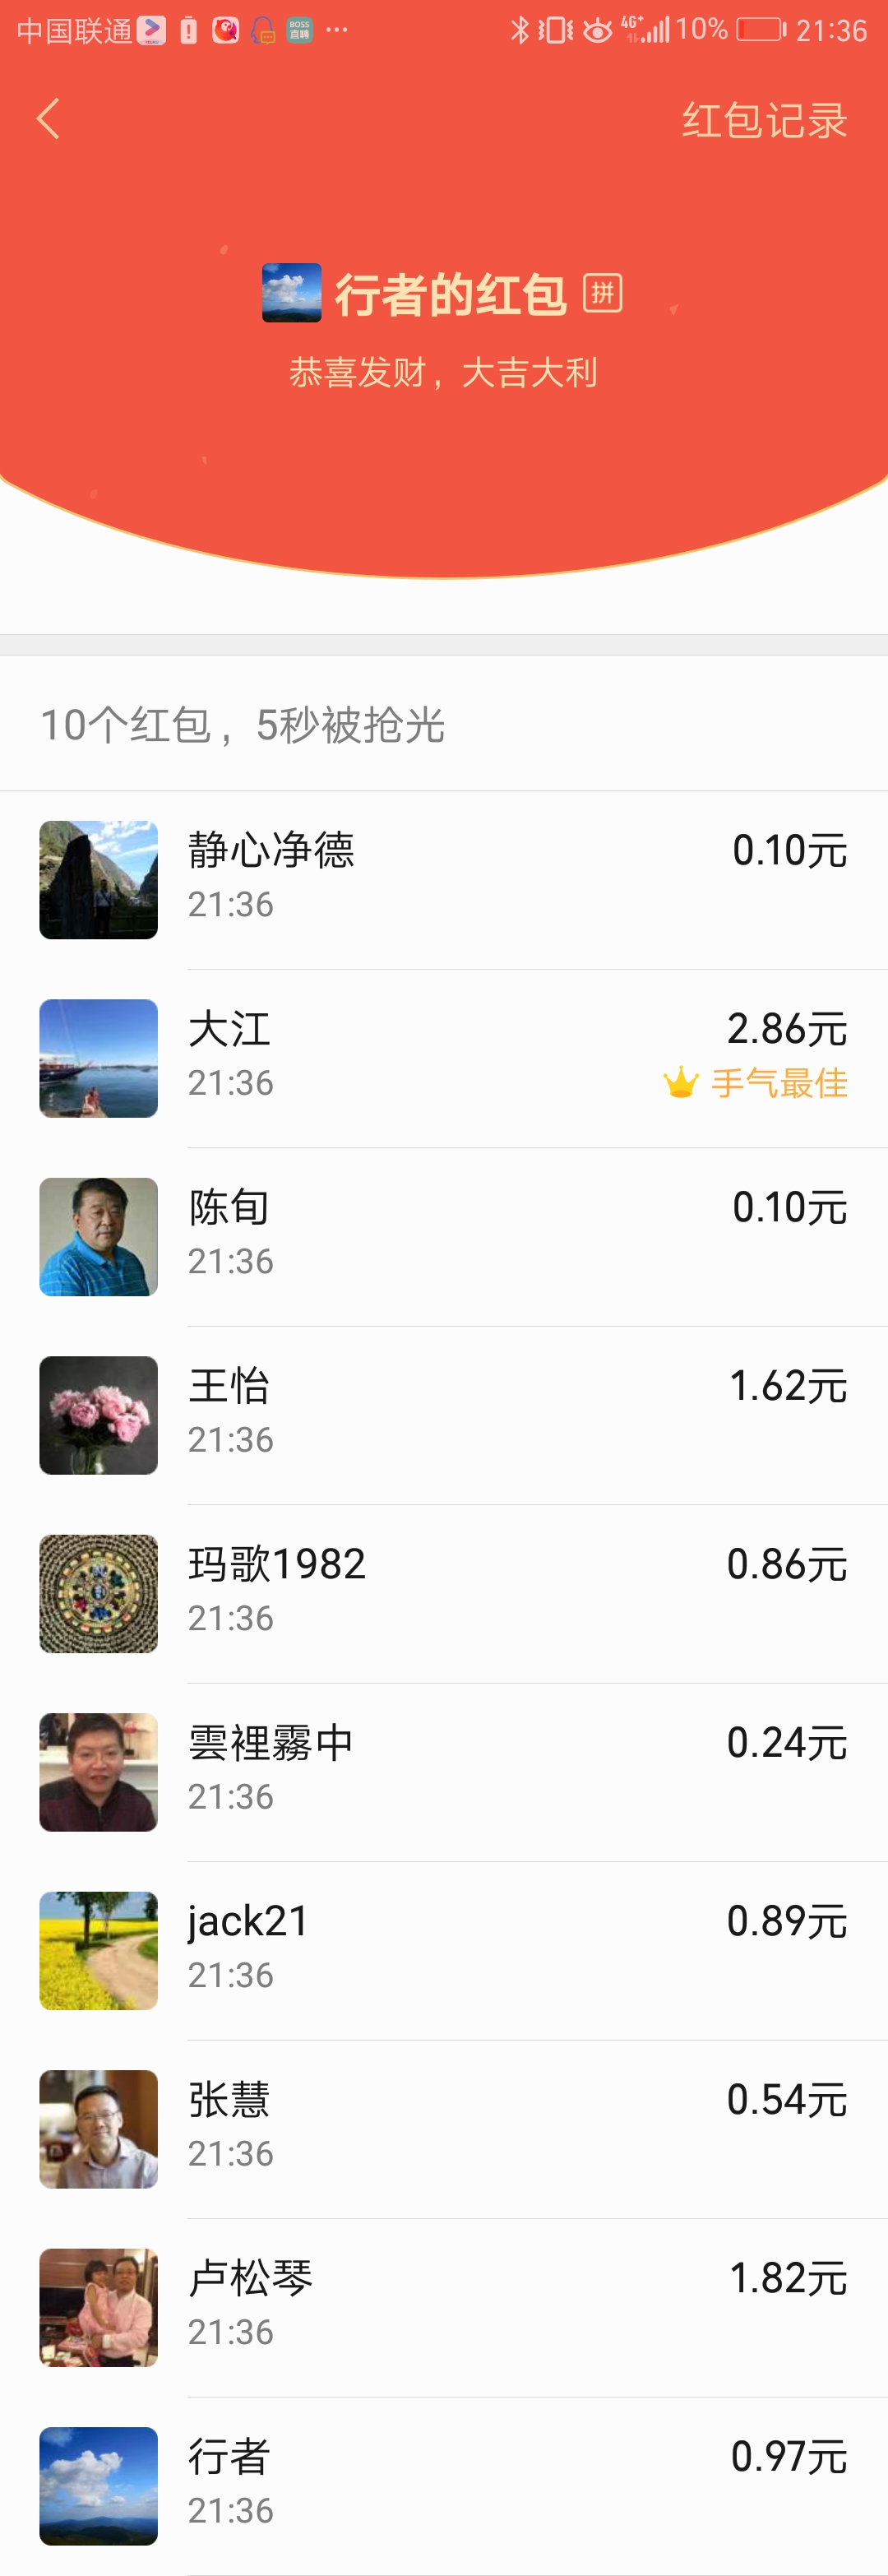 中国联通 BOSS直聘 ··· 4G+ 10% 21:36
红包记录
行者的红包 拼
恭喜发财，大吉大利
10个红包，5秒被抢光
静心净德 0.10元
21:36
大江 2.86元
21:36 手气最佳
陈旬 0.10元
21:36
王怡 1.62元
21:36
玛歌1982 0.86元
21:36
雲裡霧中 0.24元
21:36
jack21 0.89元
21:36
张慧 0.54元
21:36
卢松琴 1.82元
21:36
行者 0.97元
21:36